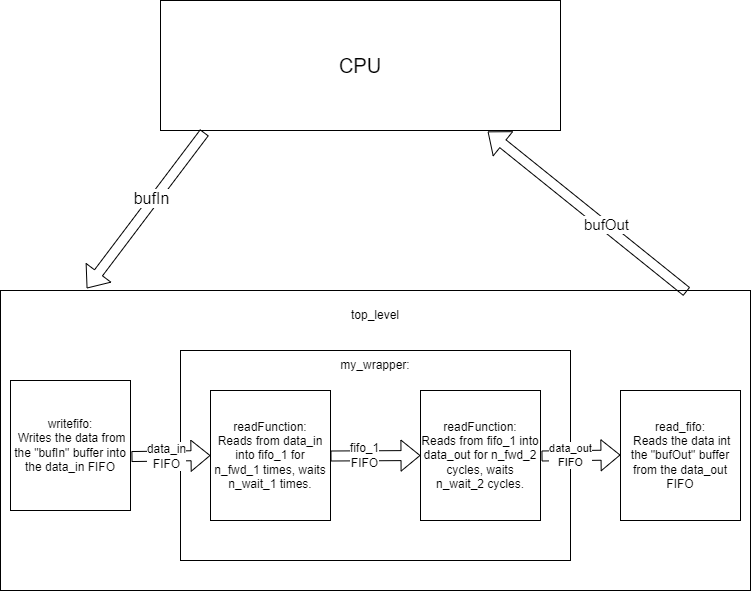 CPU
bufIn
bufOut
top_level
my_wrapper:
writefifo:
Writes the data from
the "bufIn" buffer into
the data_in FIFO
data_in
FIFO
readFunction:
Reads from data_in
into fifo_1 for
n_fwd_1 times, waits
n_wait_1 times.
fifo_1
FIFO
readFunction:
Reads from fifo_1 into
data_out for n_fwd_2
cycles, waits
n_wait_2 cycles.
data_out
FIFO
read_fifo:
Reads the data int
the "bufOut" buffer
from the data_out
FIFO